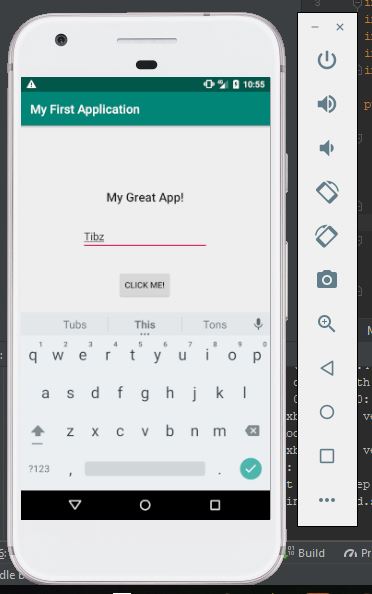 10:55
My First Application
My Great App!
Tibz
CLICK ME!
Tubs This Tons
1 2 3 4 5 6 7 8 9 0
q w e r t y u i o p
a s d f g h j k l
z x c v b n m
?123 , .
Build